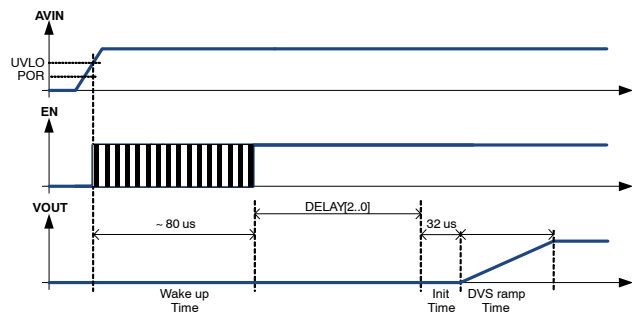 AVIN
UVLO
POR
EN
VOUT
DELAY[2..0]
~ 80 us
32 us
Wake up
Time
Init
Time
DVS ramp
Time